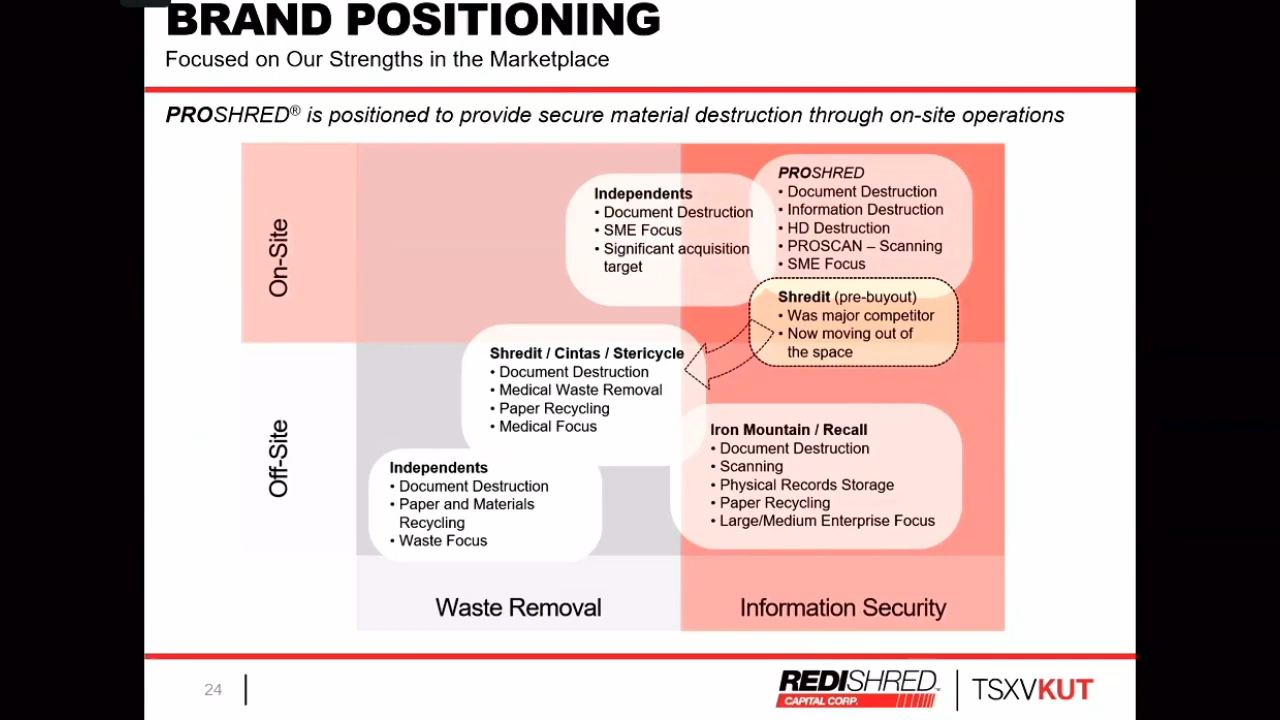 BRAND POSITIONING
Focused on Our Strengths in the Marketplace
PROSHRED® is positioned to provide secure material destruction through on-site operations
On-Site
Independents
• Document Destruction
• SME Focus
• Significant acquisition
target
PROSHRED
• Document Destruction
• Information Destruction
• HD Destruction
• PROSCAN – Scanning
• SME Focus
Shredit (pre-buyout)
• Was major competitor
• Now moving out of
the space
Off-Site
Shredit / Cintas / Stericycle
• Document Destruction
• Medical Waste Removal
• Paper Recycling
• Medical Focus
Iron Mountain / Recall
• Document Destruction
• Scanning
• Physical Records Storage
• Paper Recycling
• Large/Medium Enterprise Focus
Independents
• Document Destruction
• Paper and Materials
Recycling
• Waste Focus
Waste Removal
Information Security
24
REDISHRED™
CAPITAL CORP.
TSXVKUT